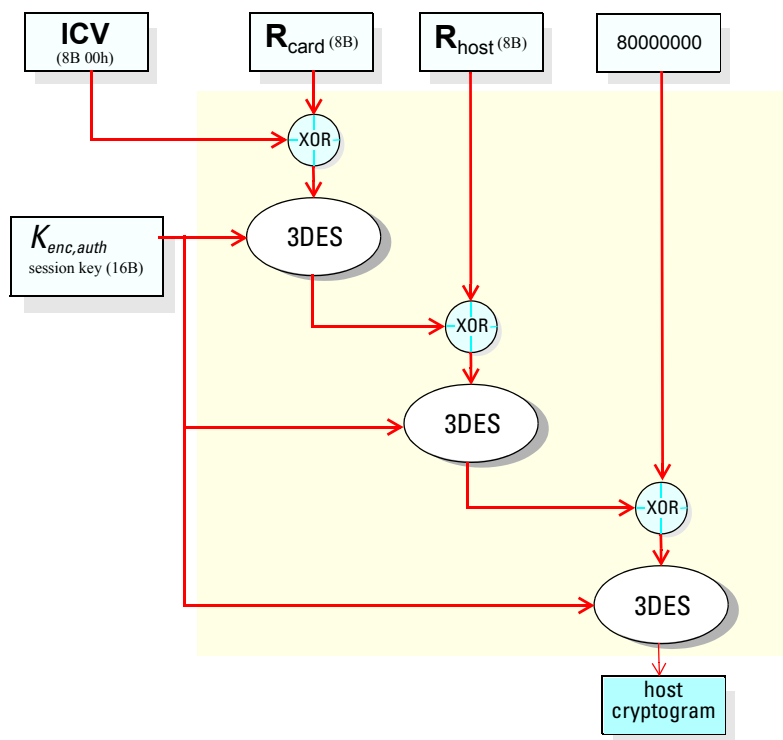 ICV
(8B 00h)
Rcard (8B)
Rhost (8B)
80000000
XOR
Kenc,auth
session key (16B)
3DES
XOR
3DES
XOR
3DES
host
cryptogram